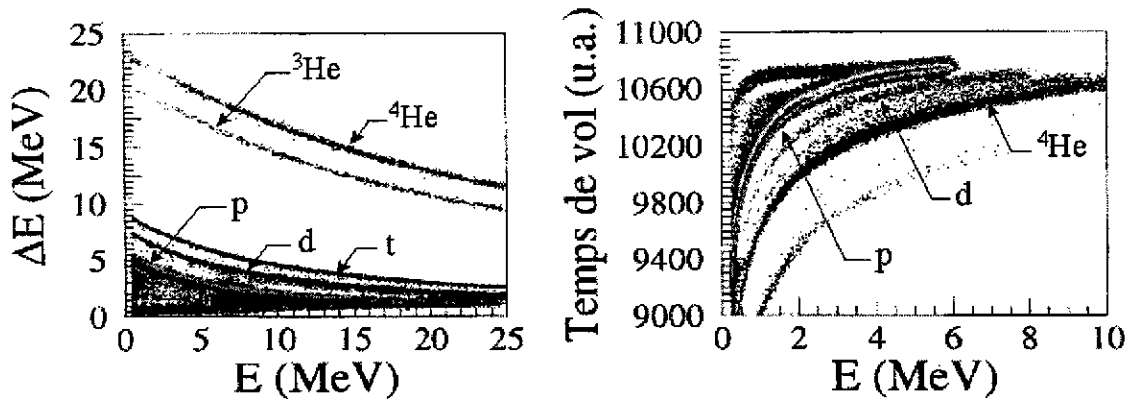 25
20
15
10
5
0
ΔE (MeV)
³He
⁴He
p
d
t
0 5 10 15 20 25
E (MeV)
11000
10600
10200
9800
9400
9000
Temps de vol (u.a.)
⁴He
d
p
2 4 6 8 10
E (MeV)